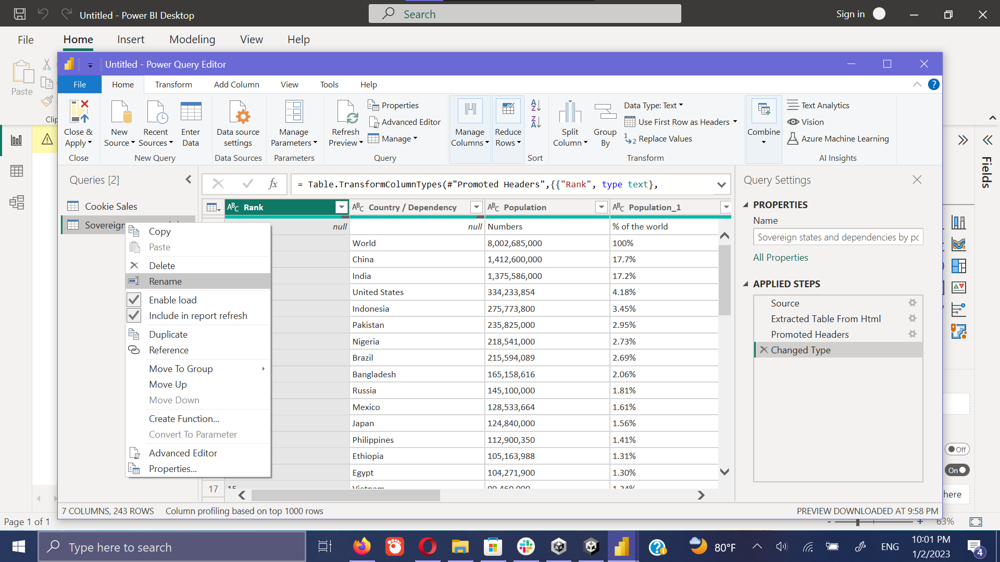 Untitled - Power BI Desktop
Search
Sign in
File
Home
Insert
Modeling
View
Help
Paste
Untitled - Power Query Editor
File
Home
Transform
Add Column
View
Tools
Help
Close &
Apply
New
Source
Recent
Sources
Enter
Data
Data source
settings
Manage
Parameters
Refresh
Preview
Properties
Advanced Editor
Manage
Manage
Columns
Reduce
Rows
Split
Column
Group
By
Data Type: Text
Use First Row as Headers
Replace Values
Combine
Text Analytics
Vision
Azure Machine Learning
Close
New Query
Data Sources
Parameters
Query
Sort
Transform
AI Insights
Fields
Queries [2]
Cookie Sales
= Table.TransformColumnTypes(#"Promoted Headers",{{"Rank", type text},
Rank
Country / Dependency
Population
Population_1
null null Numbers % of the world
World 8,002,685,000 100%
China 1,412,600,000 17.7%
India 1,375,586,000 17.2%
United States 334,233,854 4.18%
Indonesia 275,773,800 3.45%
Pakistan 235,825,000 2.95%
Nigeria 218,541,000 2.73%
Brazil 215,594,089 2.69%
Bangladesh 165,158,616 2.06%
Russia 145,100,000 1.81%
Mexico 128,533,664 1.61%
Japan 124,840,000 1.56%
Philippines 112,900,350 1.41%
Ethiopia 105,163,988 1.31%
Egypt 104,271,900 1.30%
17
Copy
Paste
Delete
Rename
Enable load
Include in report refresh
Duplicate
Reference
Move To Group
Move Up
Move Down
Create Function...
Convert To Parameter
Advanced Editor
Properties...
Query Settings
PROPERTIES
Name
Sovereign states and dependencies by po
All Properties
APPLIED STEPS
Source
Extracted Table From Html
Promoted Headers
Changed Type
Off
On
here
7 COLUMNS, 243 ROWS
Column profiling based on top 1000 rows
PREVIEW DOWNLOADED AT 9:58 PM
Page 1 of 1
63%
Type here to search
80°F
ENG
10:01 PM
1/2/2023
4